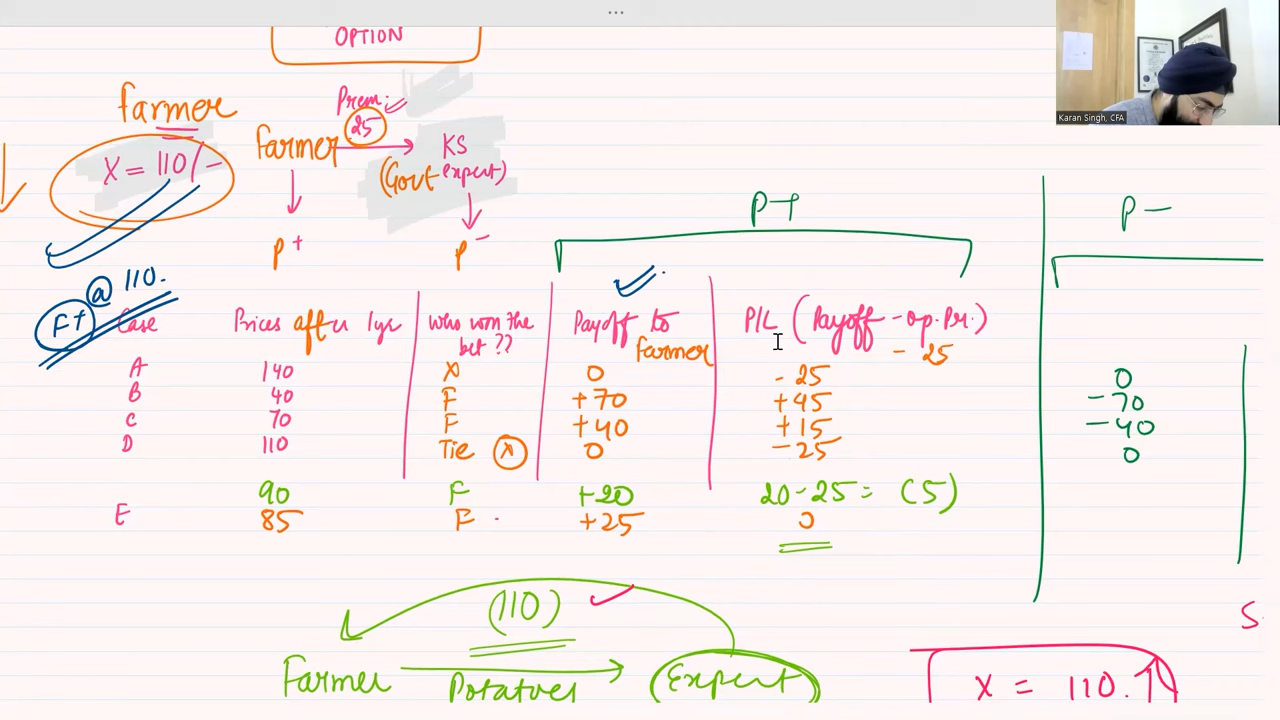 OPTION
Karan Singh, CFA
farmer
Prem.
25
Farmer
KS
X = 110/-
(Govt expert)
P+
P-
P+
P-
F+ @ 110.
Case
Prices after 1yr
Who won the bet ??
Payoff to farmer
P/L (Payoff - op. Pr.)
- 25
A 140 X 0 - 25 0
B 40 F +70 +45 - 70
C 70 F +40 +15 - 40
D 110 Tie X 0 - 25 0
90 F +20 20 - 25 = (5)
E 85 F +25 0
(110)
S
Farmer
Potatoes
(Expert)
X = 110.